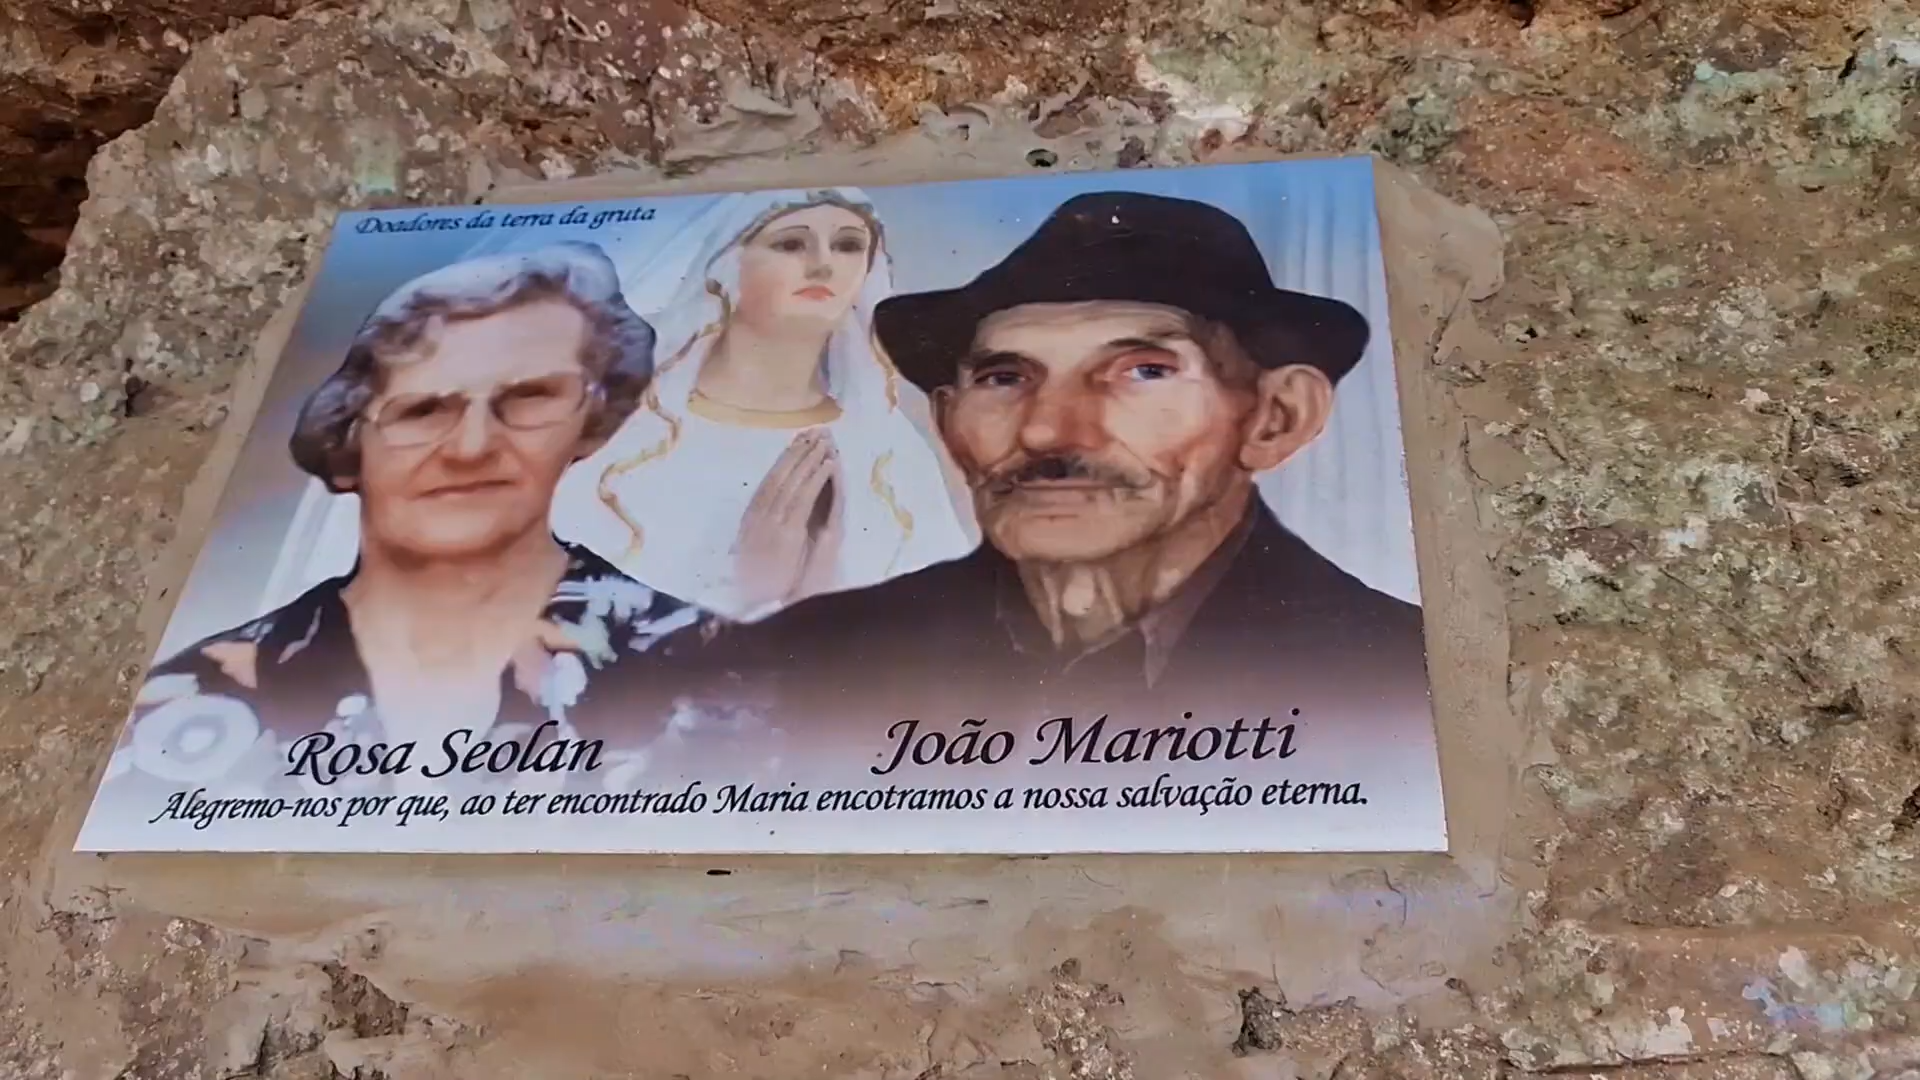 Doadores da terra da gruta
Rosa Seolan
João Mariotti
Alegremo-nos por que, ao ter encontrado Maria encotramos a nossa salvação eterna.